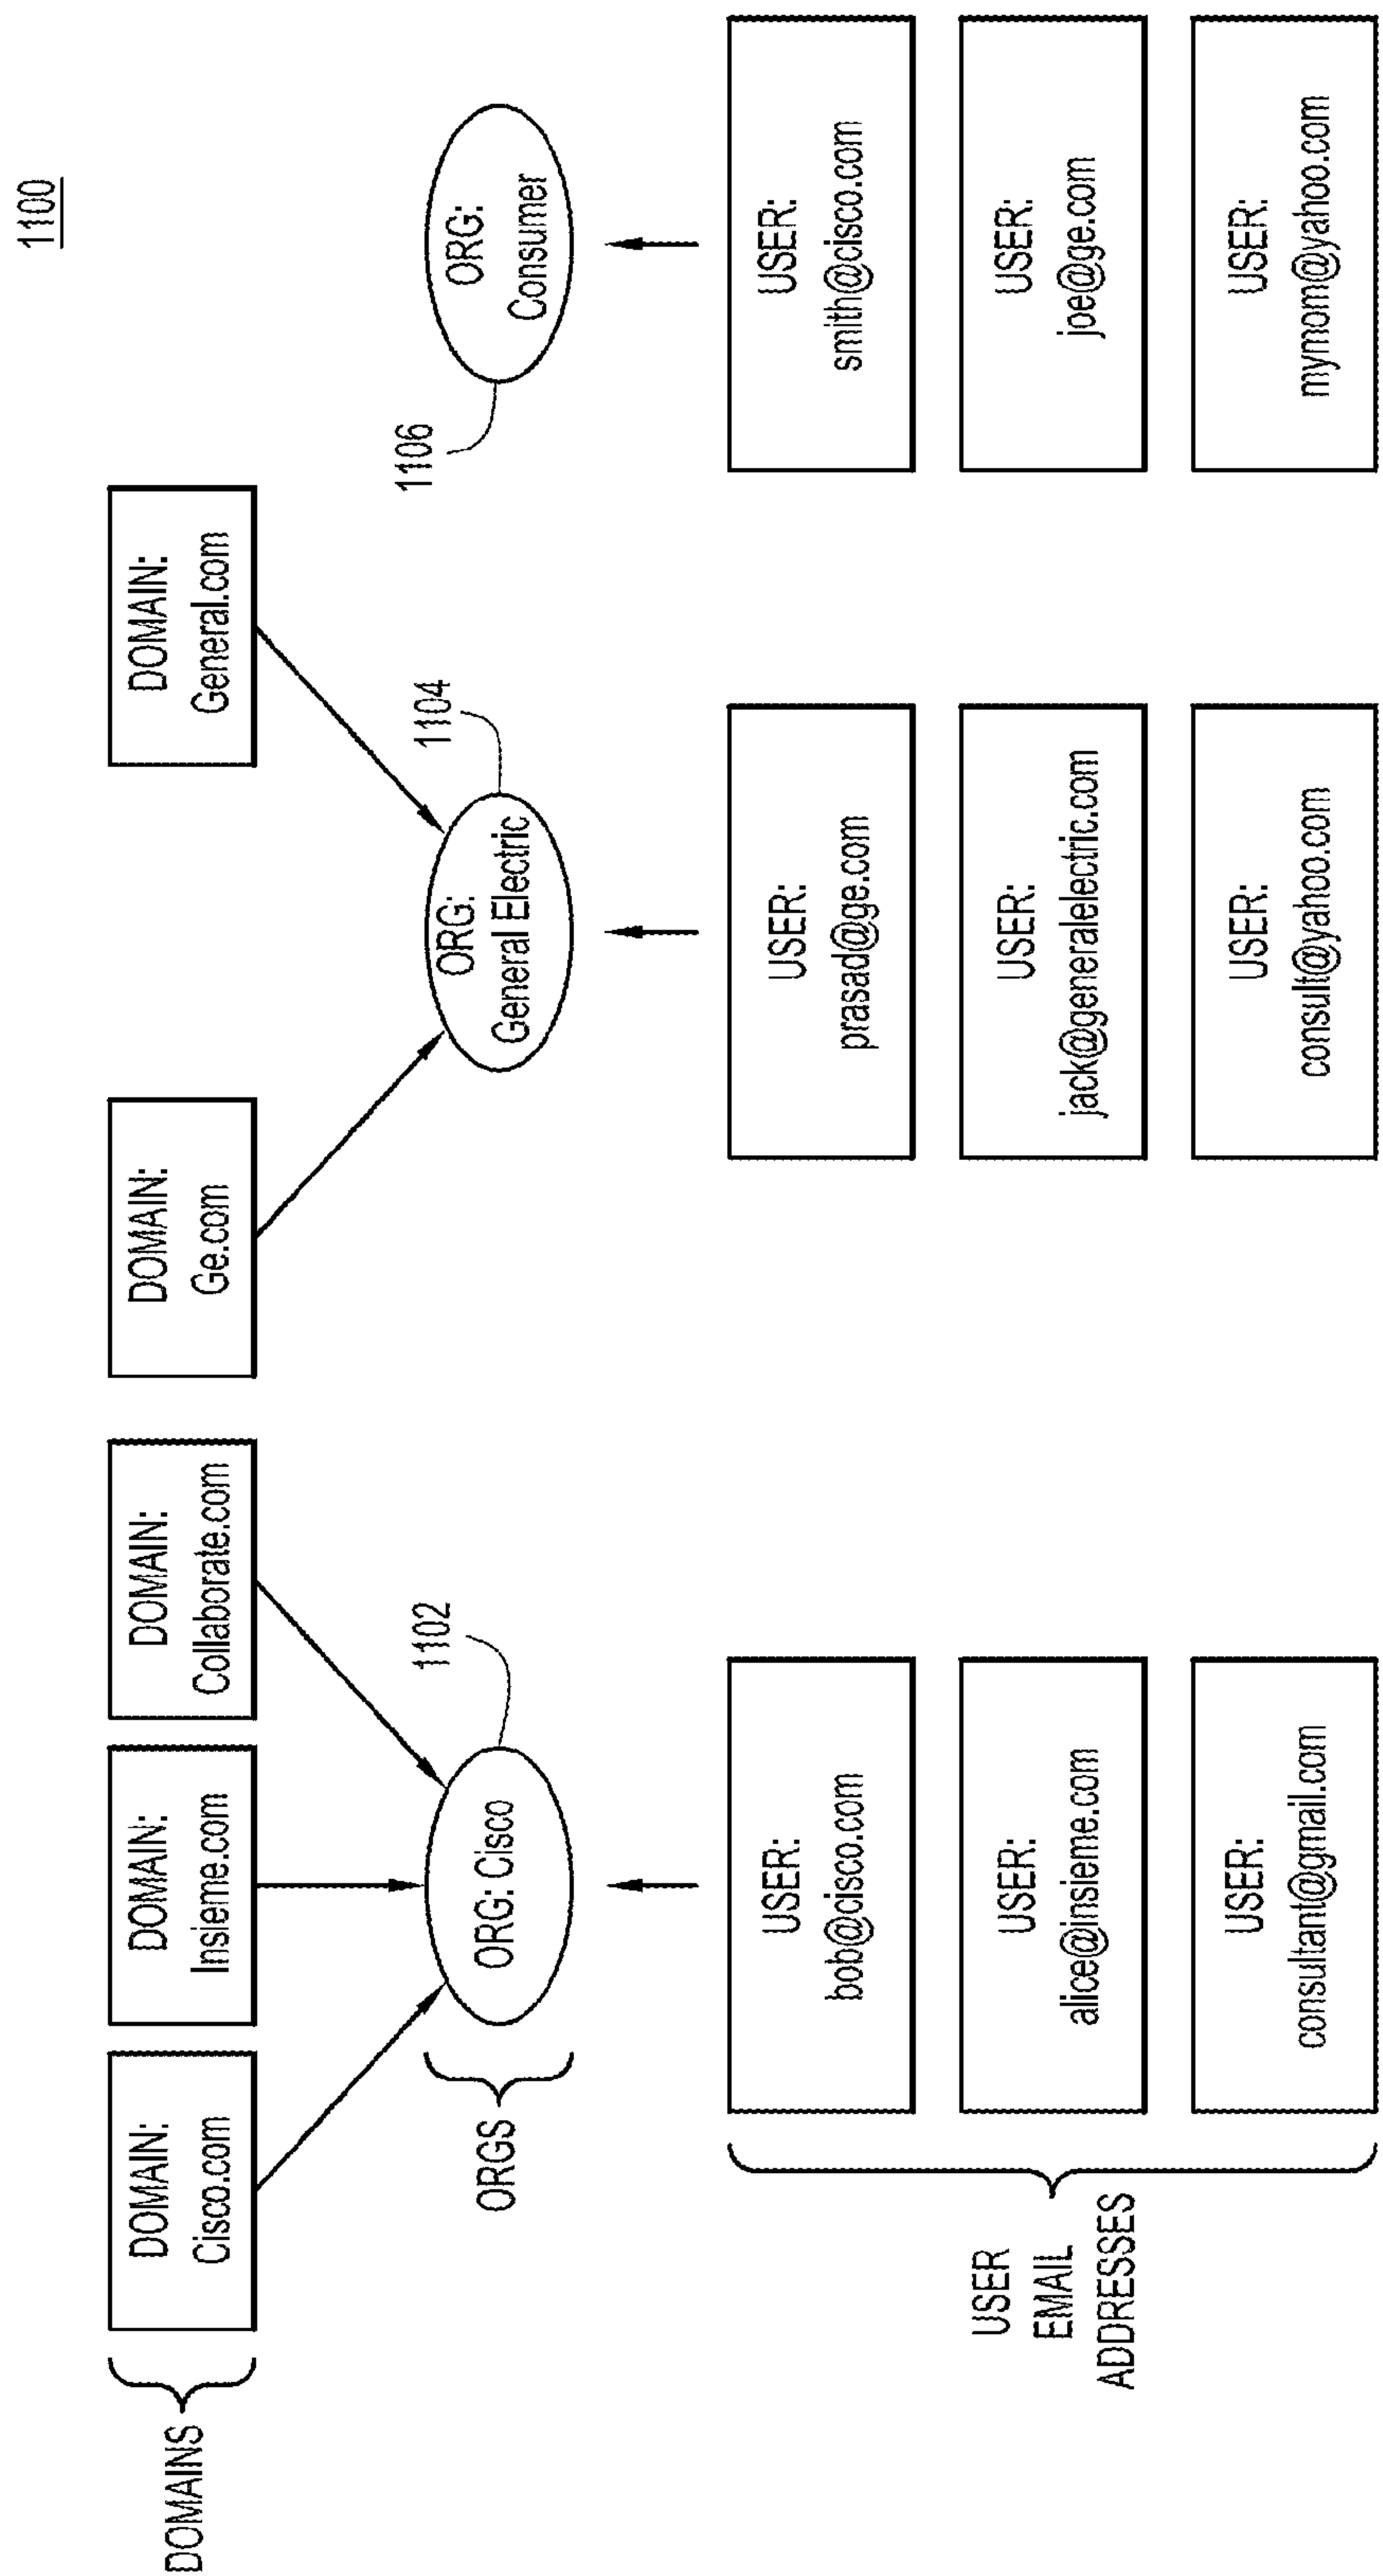 1100
DOMAINS
DOMAIN:
Cisco.com
DOMAIN:
Insieme.com
DOMAIN:
Collaborate.com
DOMAIN:
Ge.com
DOMAIN:
General.com
ORGS
ORG: Cisco
1102
ORG:
General Electric
1104
ORG:
Consumer
1106
USER
EMAIL
ADDRESSES
USER:
bob@cisco.com
USER:
alice@insieme.com
USER:
consultant@gmail.com
USER:
prasad@ge.com
USER:
jack@generalelectric.com
USER:
consult@yahoo.com
USER:
smith@cisco.com
USER:
joe@ge.com
USER:
mymom@yahoo.com